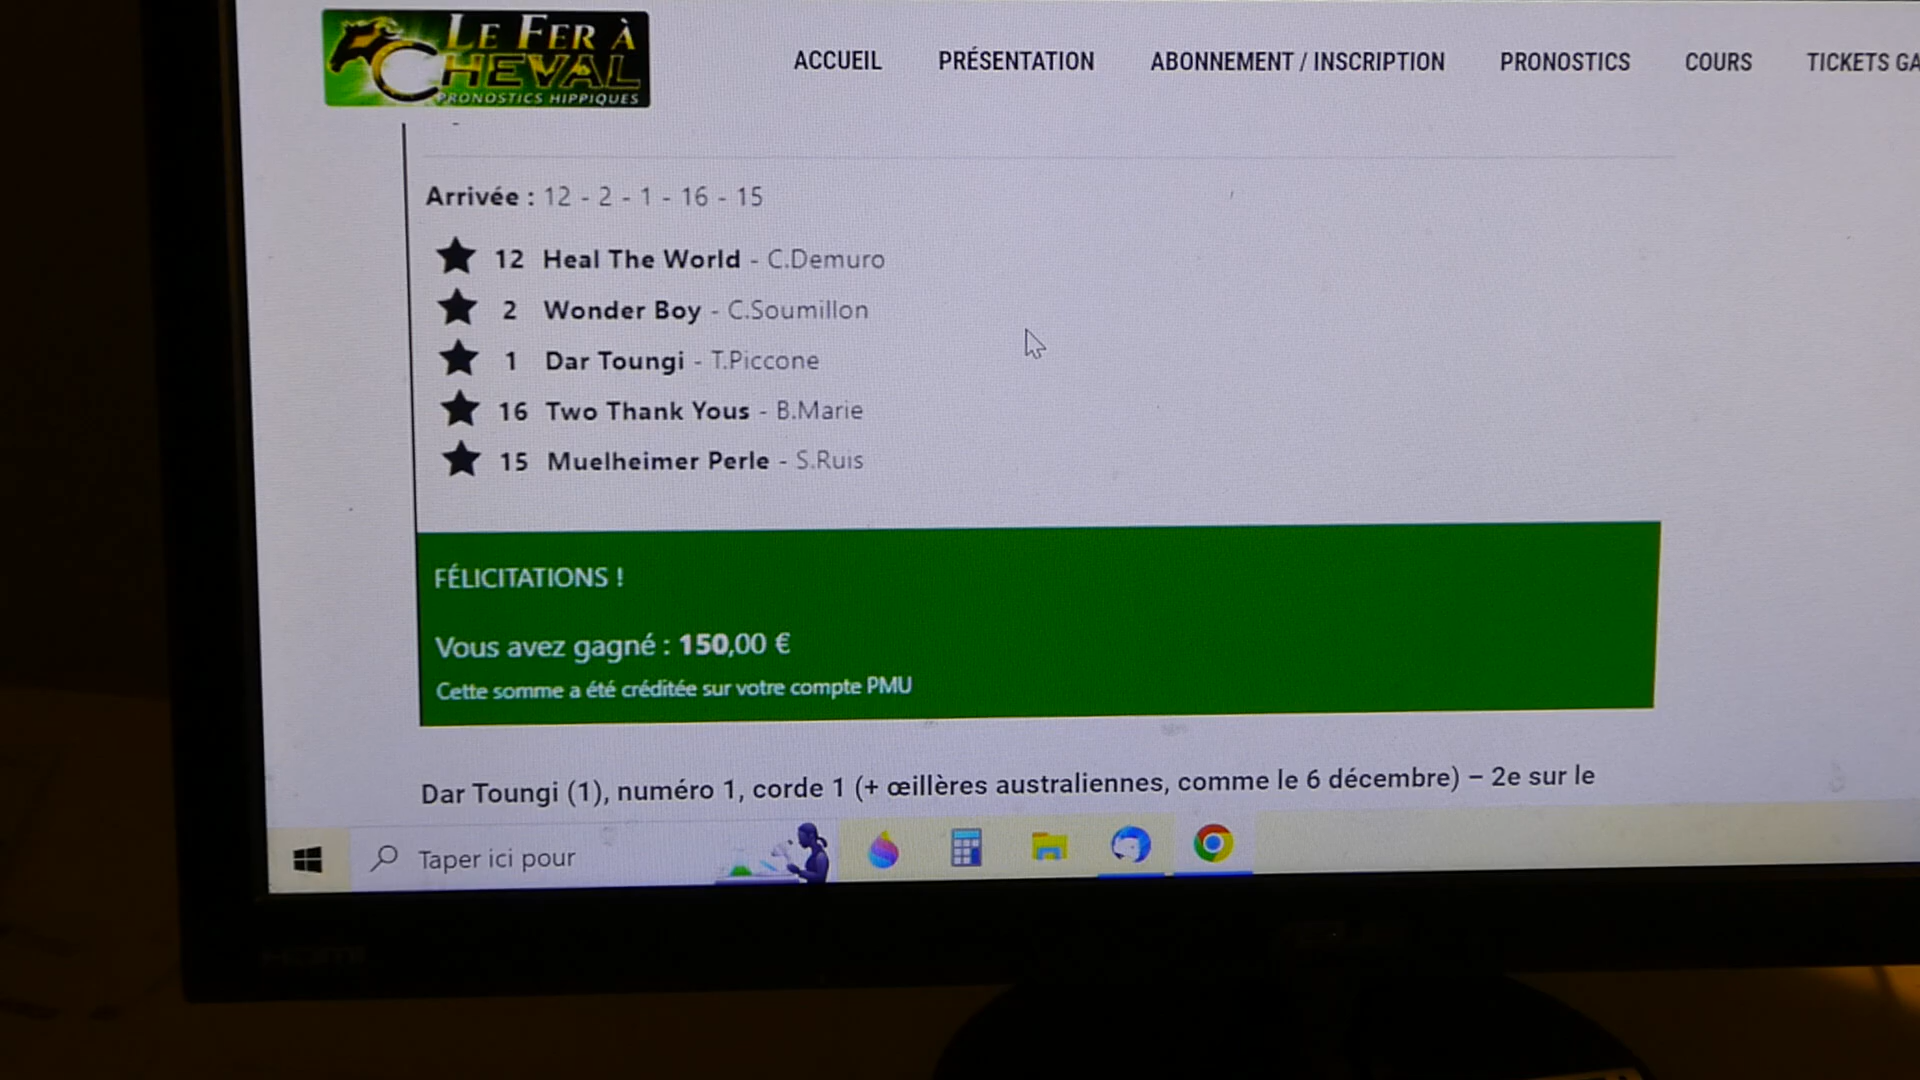 LE FER À
CHEVAL
PRONOSTICS HIPPIQUES
ACCUEIL PRÉSENTATION ABONNEMENT / INSCRIPTION PRONOSTICS COURS TICKETS GA
Arrivée : 12 - 2 - 1 - 16 - 15
12 Heal The World - C.Demuro
2 Wonder Boy - C.Soumillon
1 Dar Toungi - T.Piccone
16 Two Thank Yous - B.Marie
15 Muelheimer Perle - S.Ruis
FÉLICITATIONS !
Vous avez gagné : 150,00 €
Cette somme a été créditée sur votre compte PMU
Dar Toungi (1), numéro 1, corde 1 (+ œillères australiennes, comme le 6 décembre) – 2e sur le
Taper ici pour
HDMI